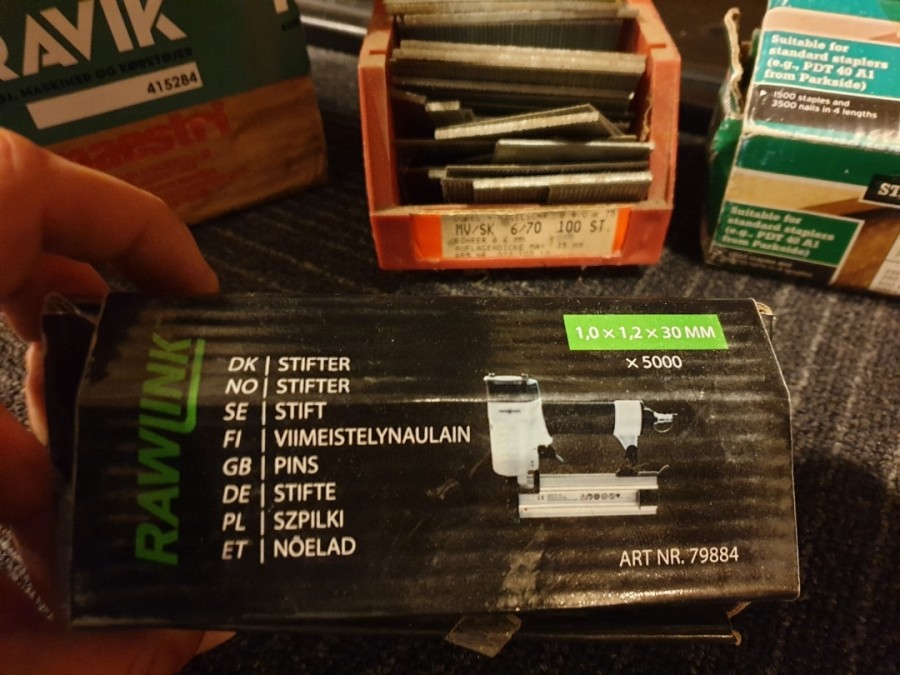 RAVIK
MASKINER OG KØRETØJER
415284
MV/SK 6/70 100 ST.
Suitable for
standard staplers
(e.g., PDT 40 A1
from Parkside)
1500 staples and
3500 nails in 4 lengths
Suitable for
standard staplers
(e.g., PDT 40 A1
from Parkside)
RAWLINK
1,0 × 1,2 × 30 MM
× 5000
DK | STIFTER
NO | STIFTER
SE | STIFT
FI | VIIMEISTELYNAULAIN
GB | PINS
DE | STIFTE
PL | SZPILKI
ET | NÕELAD
ART NR. 79884